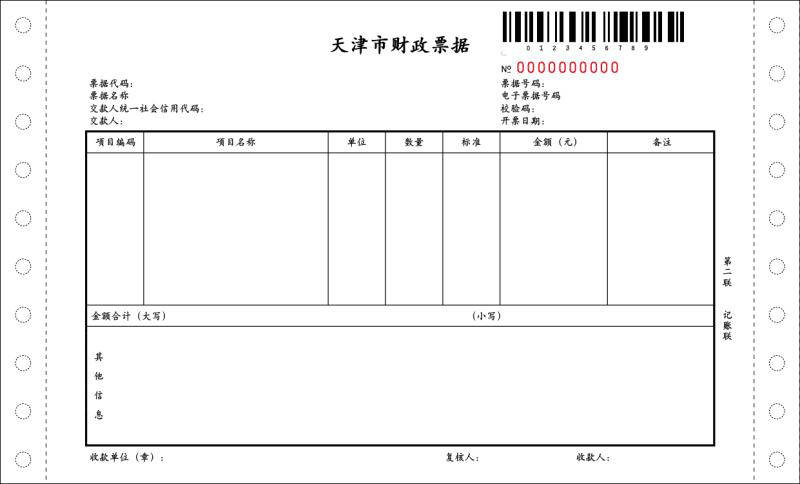 天津市财政票据
0 1 2 3 4 5 6 7 8 9
№ 0000000000
票据代码：
票据名称
交款人统一社会信用代码：
交款人：
票据号码：
电子票据号码
校验码：
开票日期：
项目编码 项目名称 单位 数量 标准 金额（元） 备注
金额合计（大写） （小写）
其他信息
第二联 记账联
收款单位（章）： 复核人： 收款人：